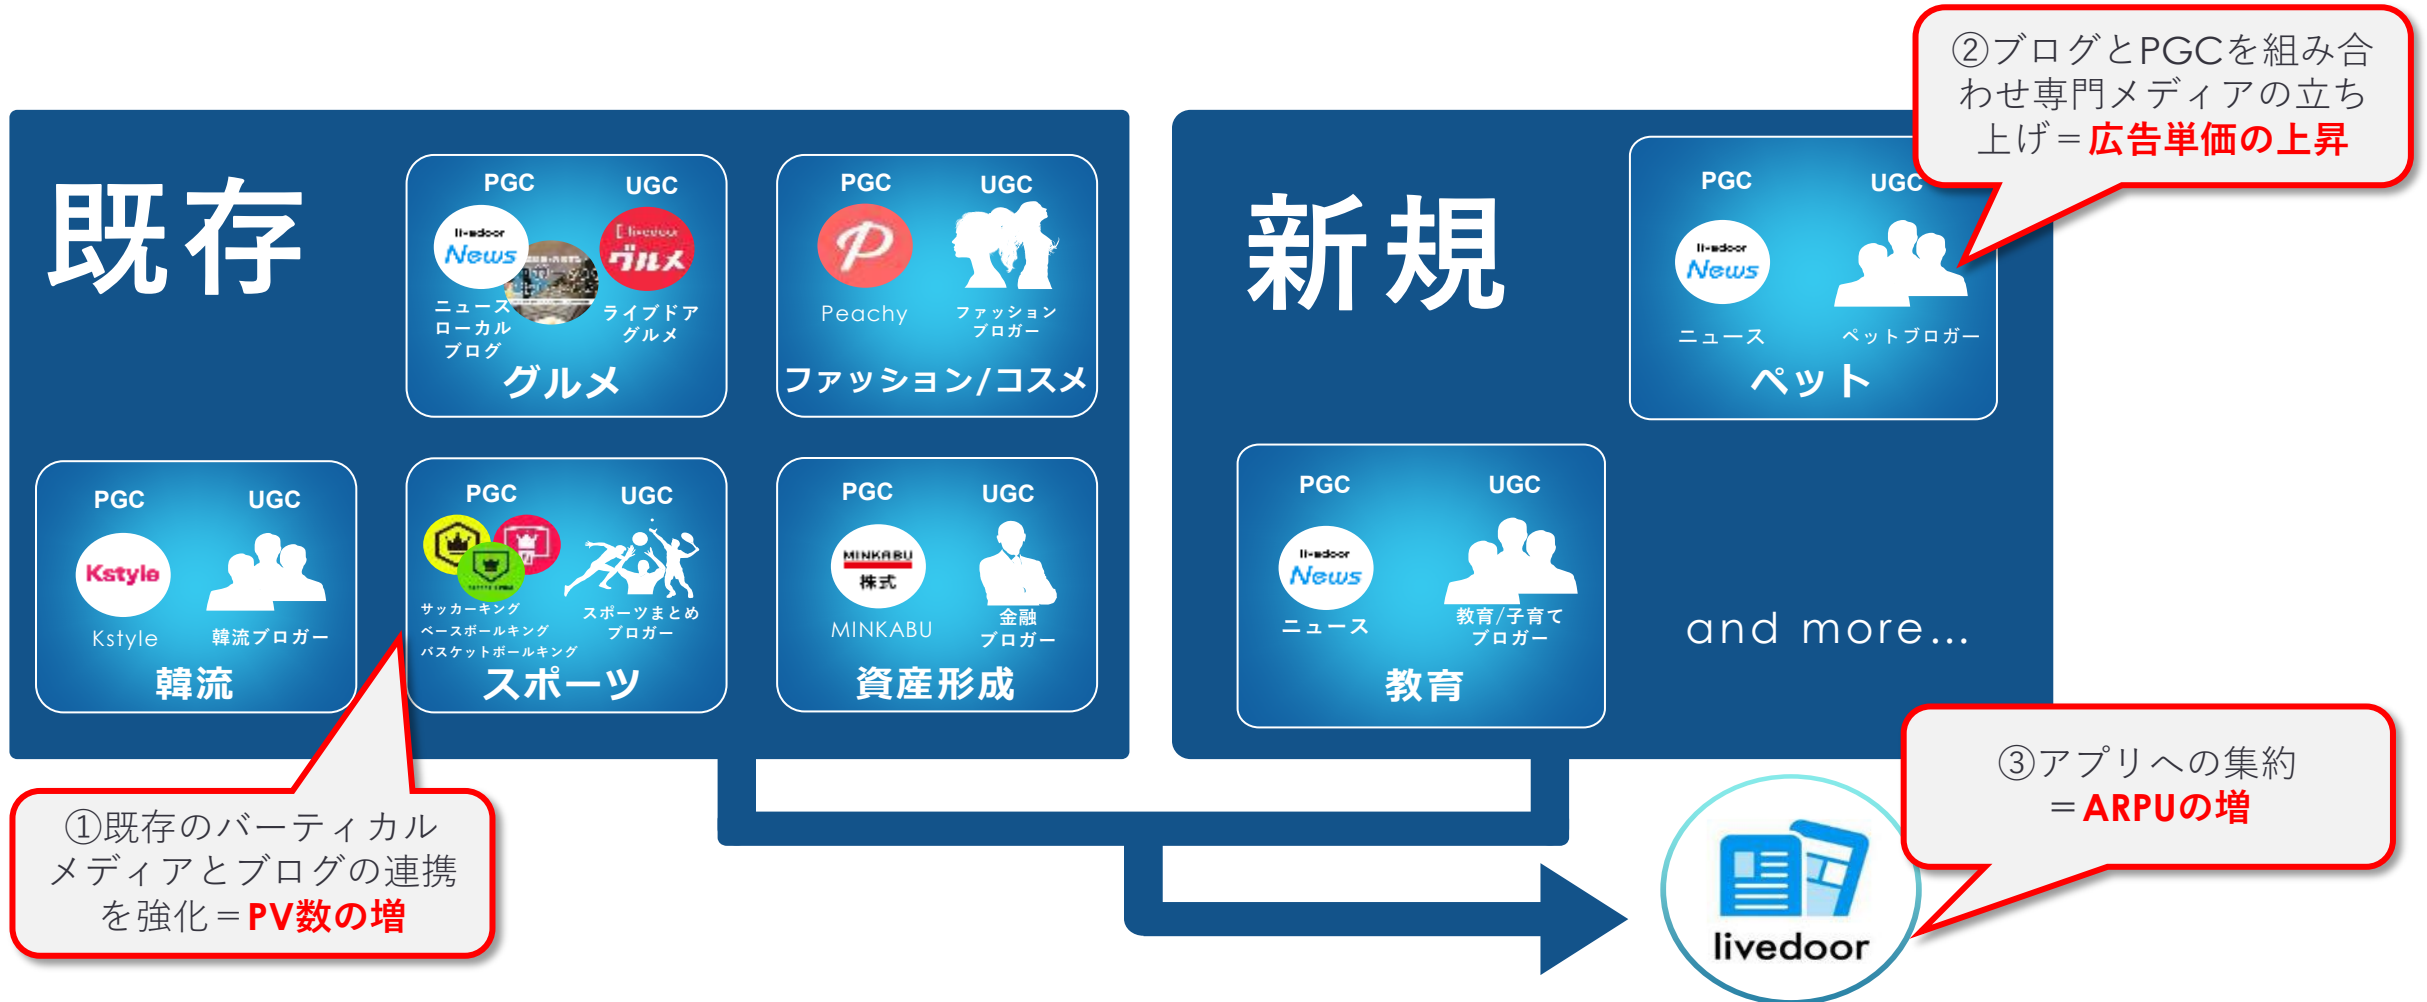 ②ブログとPGCを組み合
わせ専門メディアの立ち
上げ＝広告単価の上昇
既存
PGC
UGC
livedoor
News
livedoor
グルメ
ニュース
ローカル
ブログ
ライブドア
グルメ
グルメ
PGC
UGC
P
Peachy
ファッション
ブロガー
ファッション/コスメ
PGC
UGC
Kstyle
Kstyle
韓流ブロガー
韓流
PGC
UGC
サッカーキング
ベースボールキング
バスケットボールキング
スポーツまとめ
ブロガー
スポーツ
PGC
UGC
MINKABU
株式
MINKABU
金融
ブロガー
資産形成
新規
PGC
UGC
livedoor
News
ニュース
ペットブロガー
ペット
PGC
UGC
livedoor
News
ニュース
教育/子育て
ブロガー
教育
and more...
①既存のバーティカル
メディアとブログの連携
を強化＝PV数の増
③アプリへの集約
＝ARPUの増
livedoor